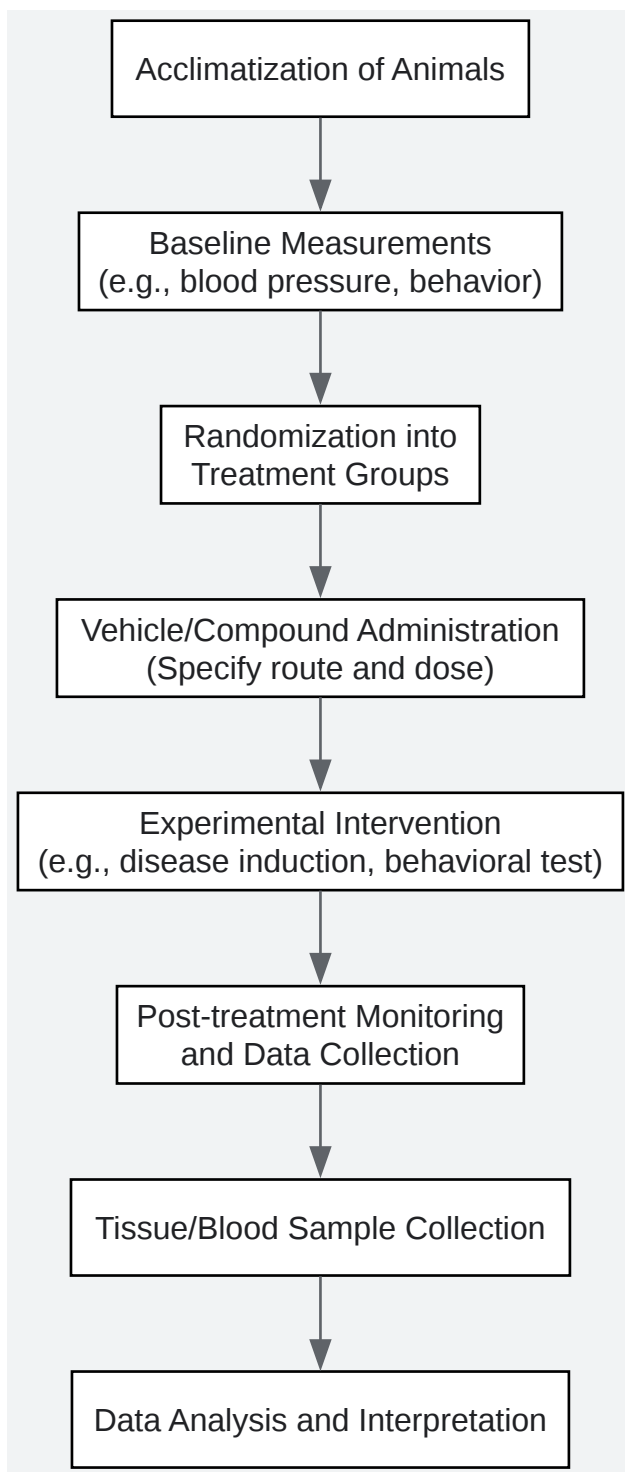 Acclimatization of Animals
Baseline Measurements
(e.g., blood pressure, behavior)
Randomization into
Treatment Groups
Vehicle/Compound Administration
(Specify route and dose)
Experimental Intervention
(e.g., disease induction, behavioral test)
Post-treatment Monitoring
and Data Collection
Tissue/Blood Sample Collection
Data Analysis and Interpretation